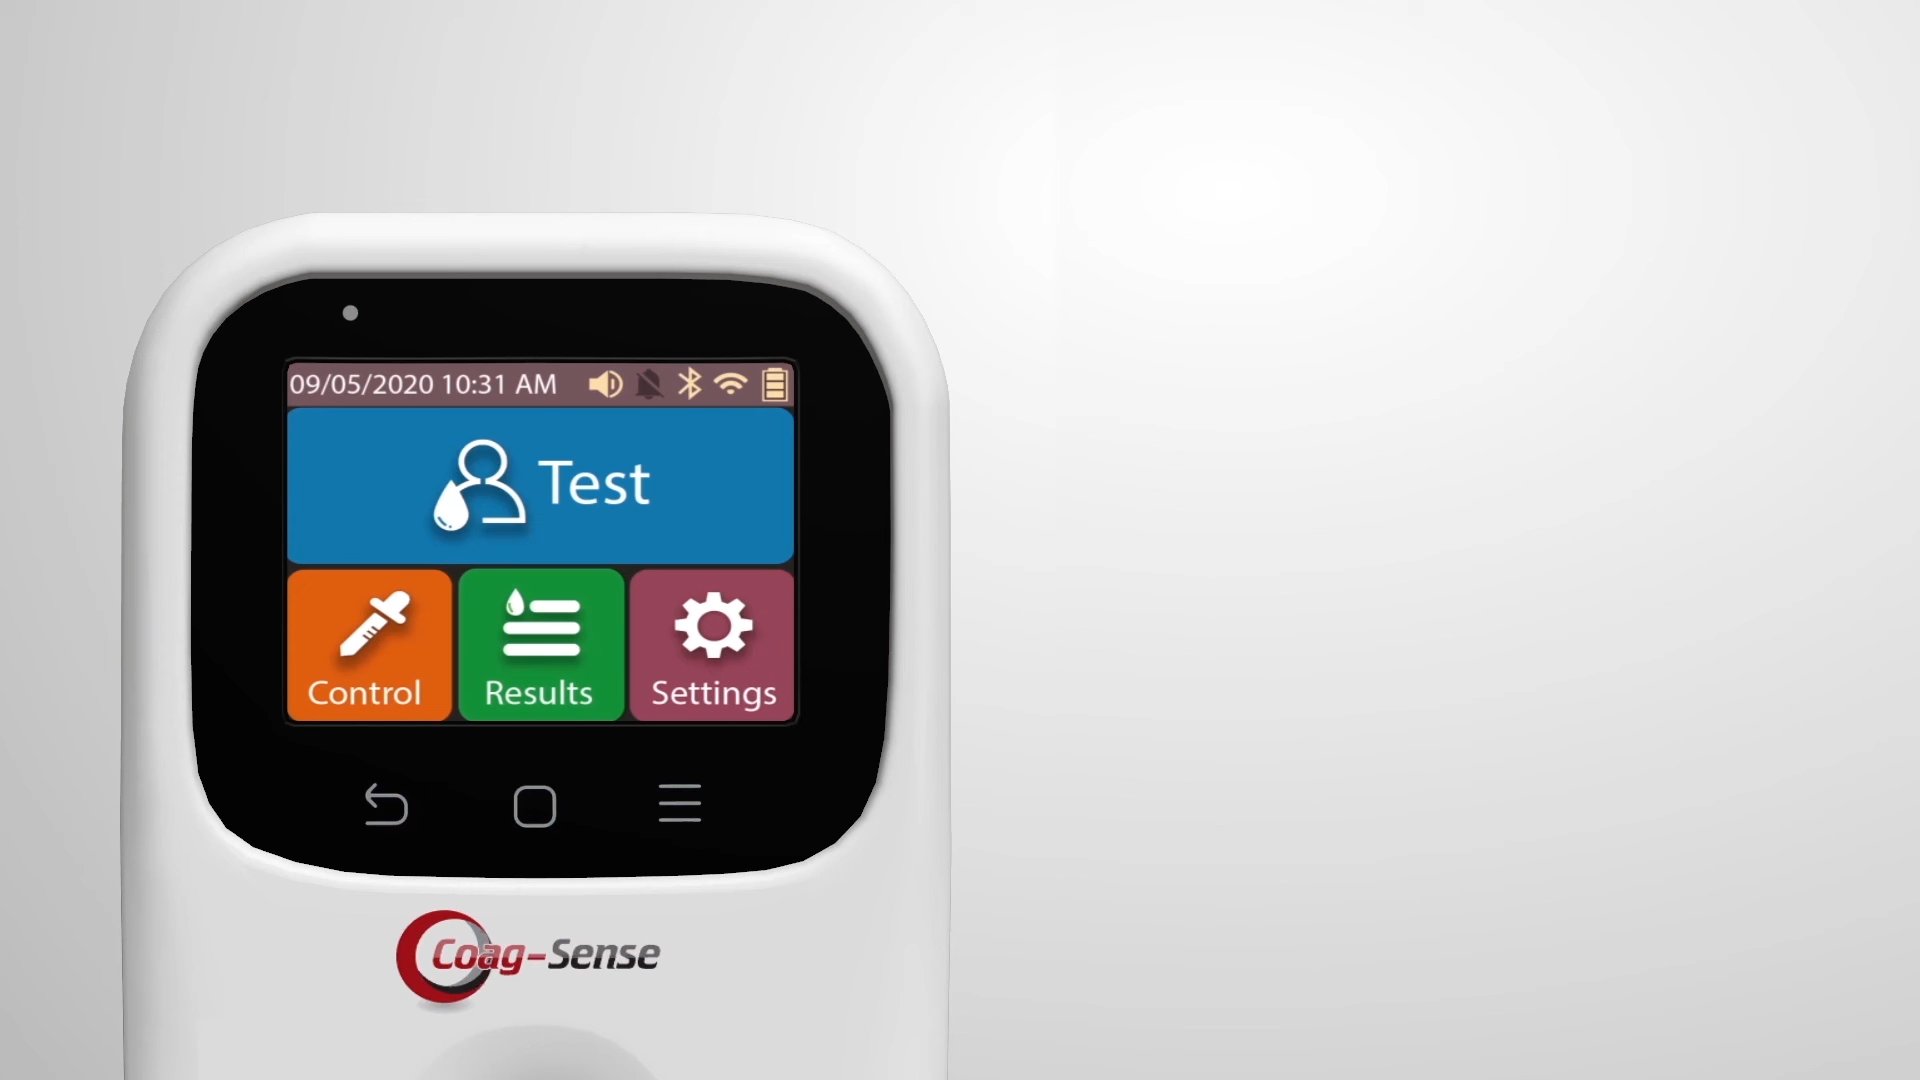 09/05/2020 10:31 AM
Test
Control
Results
Settings
Coag-Sense